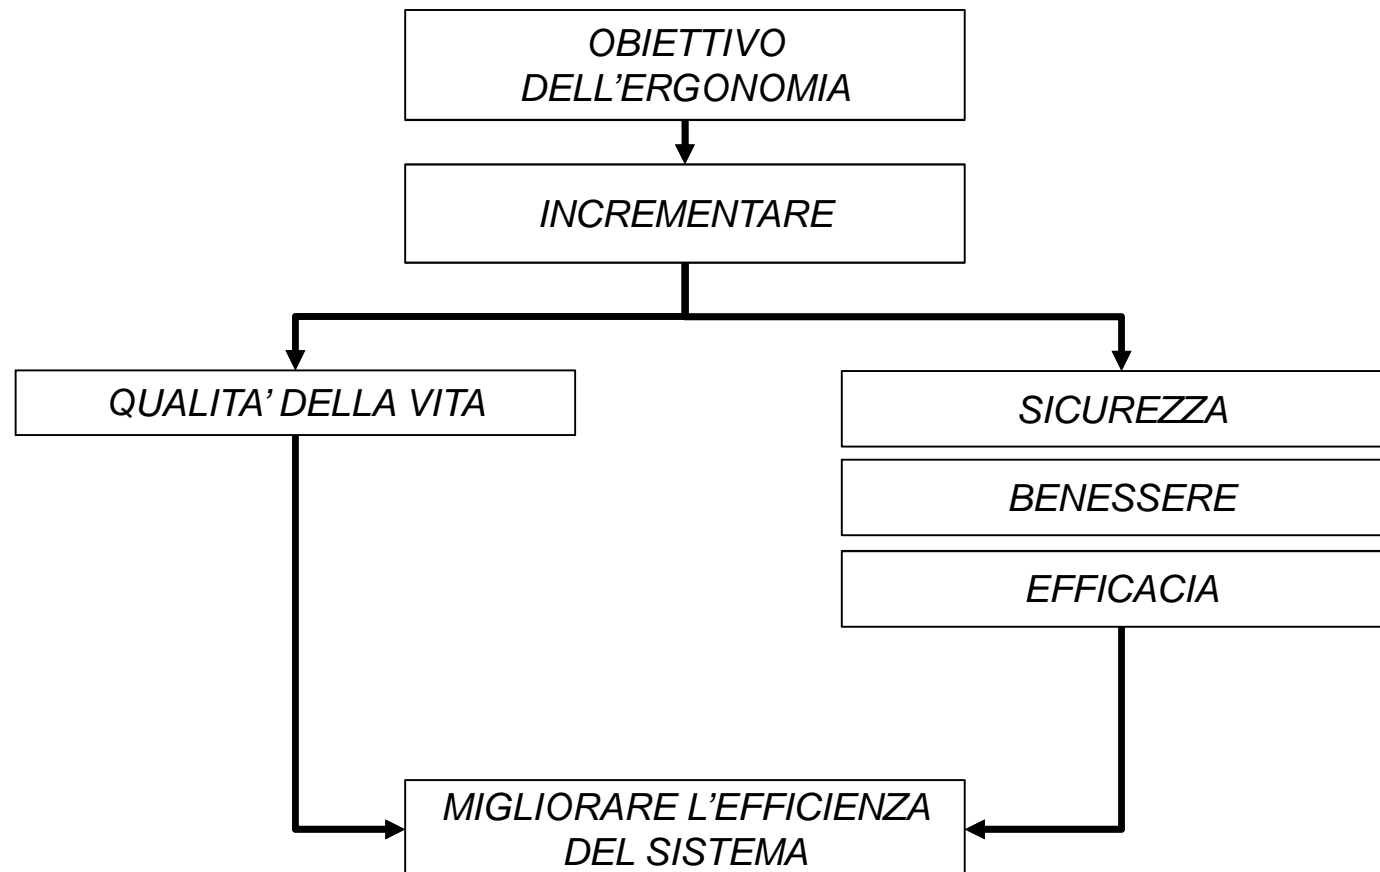 OBIETTIVO
DELL’ERGONOMIA
INCREMENTARE
QUALITA’ DELLA VITA
SICUREZZA
BENESSERE
EFFICACIA
MIGLIORARE L’EFFICIENZA
DEL SISTEMA